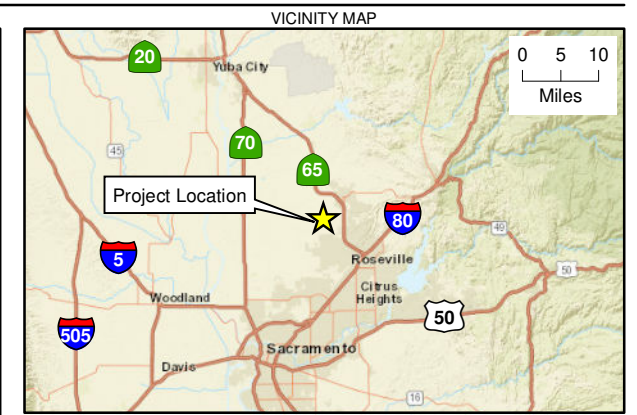 VICINITY MAP
0 5 10
Miles
20
Yuba City
70
45
65
Project Location
80
49
5
Roseville
50
Citrus
Heights
Woodland
50
505
Sacramento
Davis
16